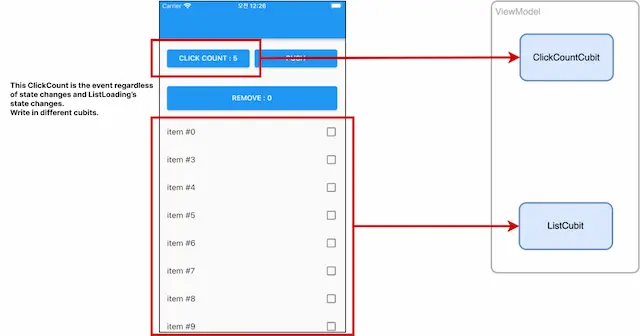 Carrier 오전 12:26
CLICK COUNT : 5
PUSH
REMOVE : 0
This ClickCount is the event regardless
of state changes and ListLoading's
state changes.
Write in different cubits.
item #0
item #3
item #4
item #5
item #6
item #7
item #8
item #9
ViewModel
ClickCountCubit
ListCubit